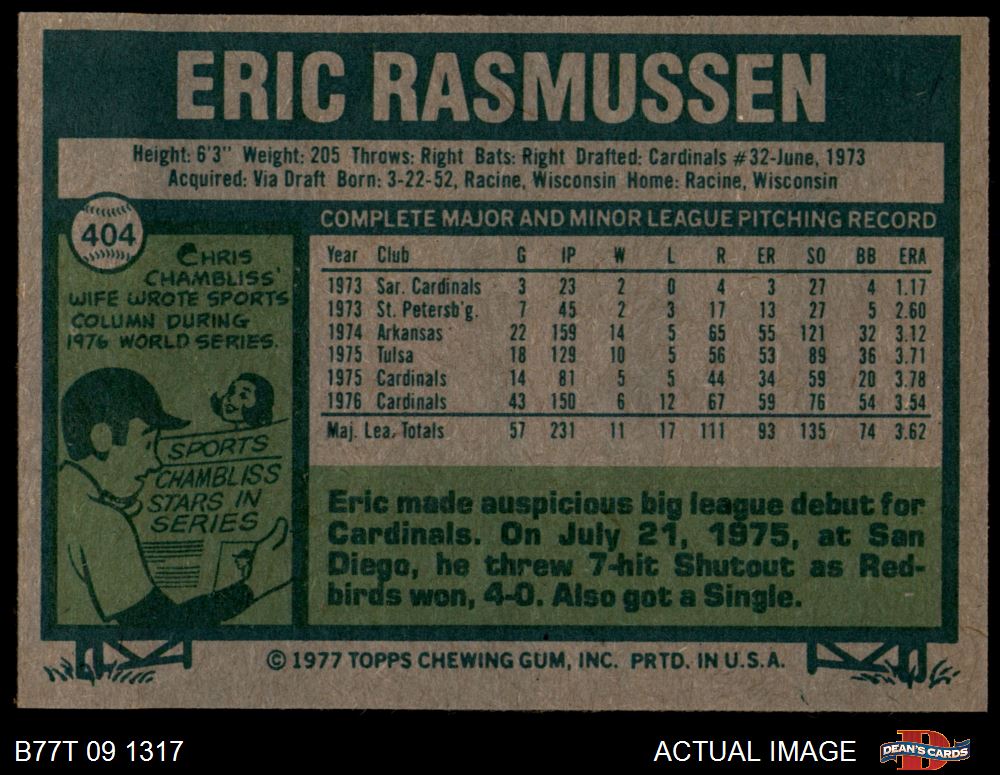 ERIC RASMUSSEN
Height: 6'3" Weight: 205 Throws: Right Bats: Right Drafted: Cardinals #32-June, 1973
Acquired: Via Draft Born: 3-22-52, Racine, Wisconsin Home: Racine, Wisconsin
404
CHRIS
CHAMBLISS'
WIFE WROTE SPORTS
COLUMN DURING
1976 WORLD SERIES.
SPORTS
CHAMBLISS
STARS IN
SERIES
COMPLETE MAJOR AND MINOR LEAGUE PITCHING RECORD
Year Club G IP W L R ER SO BB ERA
1973 Sar. Cardinals 3 23 2 0 4 3 27 4 1.17
1973 St. Petersb'g. 7 45 2 3 17 13 27 5 2.60
1974 Arkansas 22 159 14 5 65 55 121 32 3.12
1975 Tulsa 18 129 10 5 56 53 89 36 3.71
1975 Cardinals 14 81 5 5 44 34 59 20 3.78
1976 Cardinals 43 150 6 12 67 59 76 54 3.54
Maj. Lea. Totals 57 231 11 17 111 93 135 74 3.62
Eric made auspicious big league debut for
Cardinals. On July 21, 1975, at San
Diego, he threw 7-hit Shutout as Red-
birds won, 4-0. Also got a Single.
© 1977 TOPPS CHEWING GUM, INC. PRTD. IN U.S.A.
B77T 09 1317
ACTUAL IMAGE
D
DEAN'S CARDS